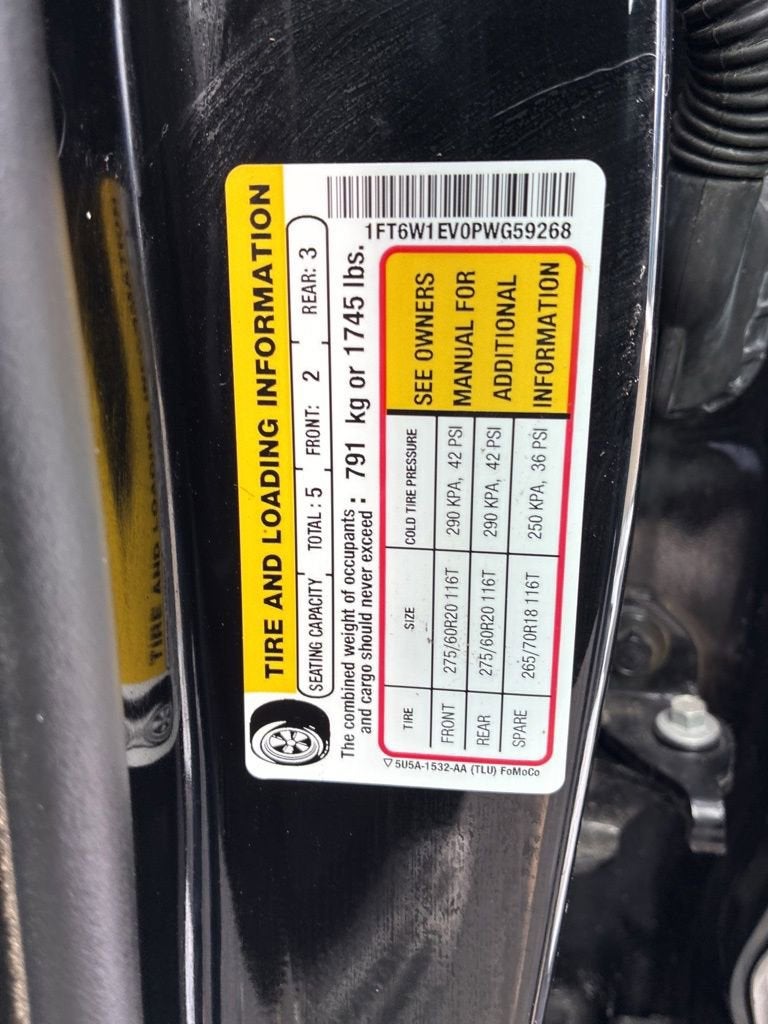 TIRE AND LOADING INFORMATION
SEATING CAPACITY TOTAL: 5 FRONT: 2 REAR: 3
The combined weight of occupants and cargo should never exceed : 791 kg or 1745 lbs.
1FT6W1EV0PWG59268
TIRE SIZE COLD TIRE PRESSURE
FRONT 275/60R20 116T 290 KPA, 42 PSI
REAR 275/60R20 116T 290 KPA, 42 PSI
SPARE 265/70R18 116T 250 KPA, 36 PSI
SEE OWNERS
MANUAL FOR
ADDITIONAL
INFORMATION
5U5A-1532-AA (TLU) FoMoCo